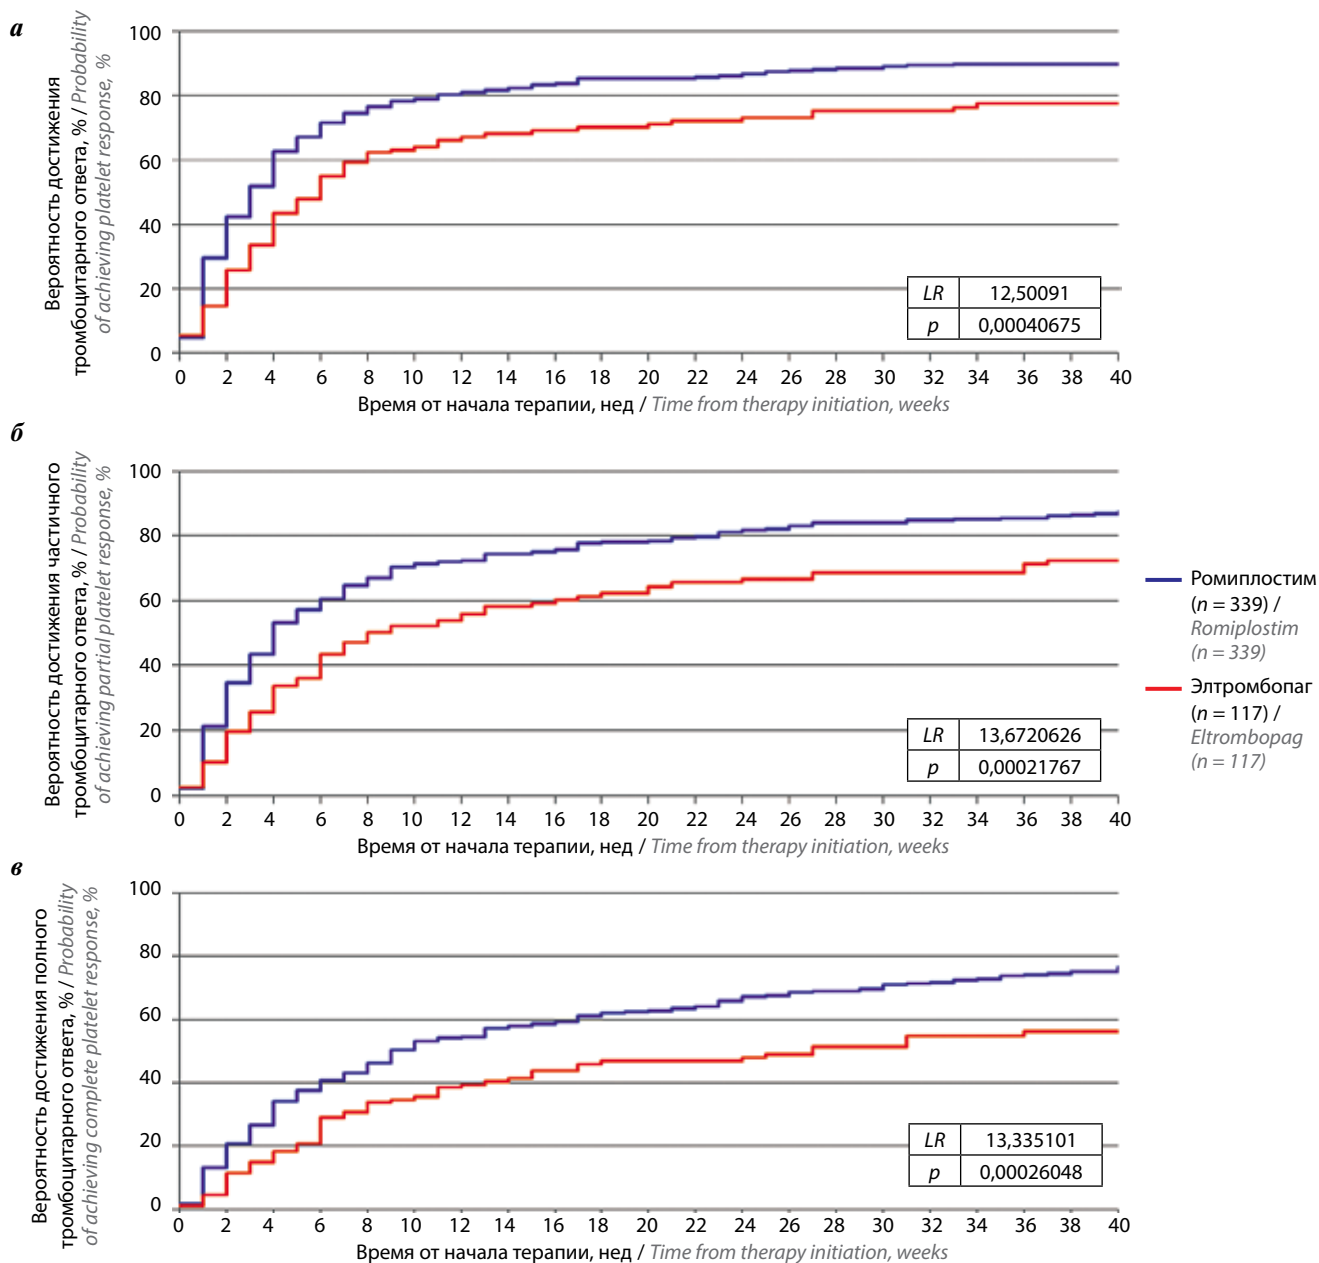 а
Вероятность достижения
тромбоцитарного ответа, % / Probability
of achieving platelet response, %
100
80
60
40
20
0
LR 12,50091
p 0,00040675
0 2 4 6 8 10 12 14 16 18 20 22 24 26 28 30 32 34 36 38 40
Время от начала терапии, нед / Time from therapy initiation, weeks
б
Вероятность достижения частичного
тромбоцитарного ответа, % / Probability
of achieving partial platelet response, %
100
80
60
40
20
0
LR 13,6720626
p 0,00021767
0 2 4 6 8 10 12 14 16 18 20 22 24 26 28 30 32 34 36 38 40
Время от начала терапии, нед / Time from therapy initiation, weeks
Ромиплостим
(n = 339) /
Romiplostim
(n = 339)
Элтромбопаг
(n = 117) /
Eltrombopag
(n = 117)
в
Вероятность достижения полного
тромбоцитарного ответа, % / Probability
of achieving complete platelet response, %
100
80
60
40
20
0
LR 13,335101
p 0,00026048
0 2 4 6 8 10 12 14 16 18 20 22 24 26 28 30 32 34 36 38 40
Время от начала терапии, нед / Time from therapy initiation, weeks